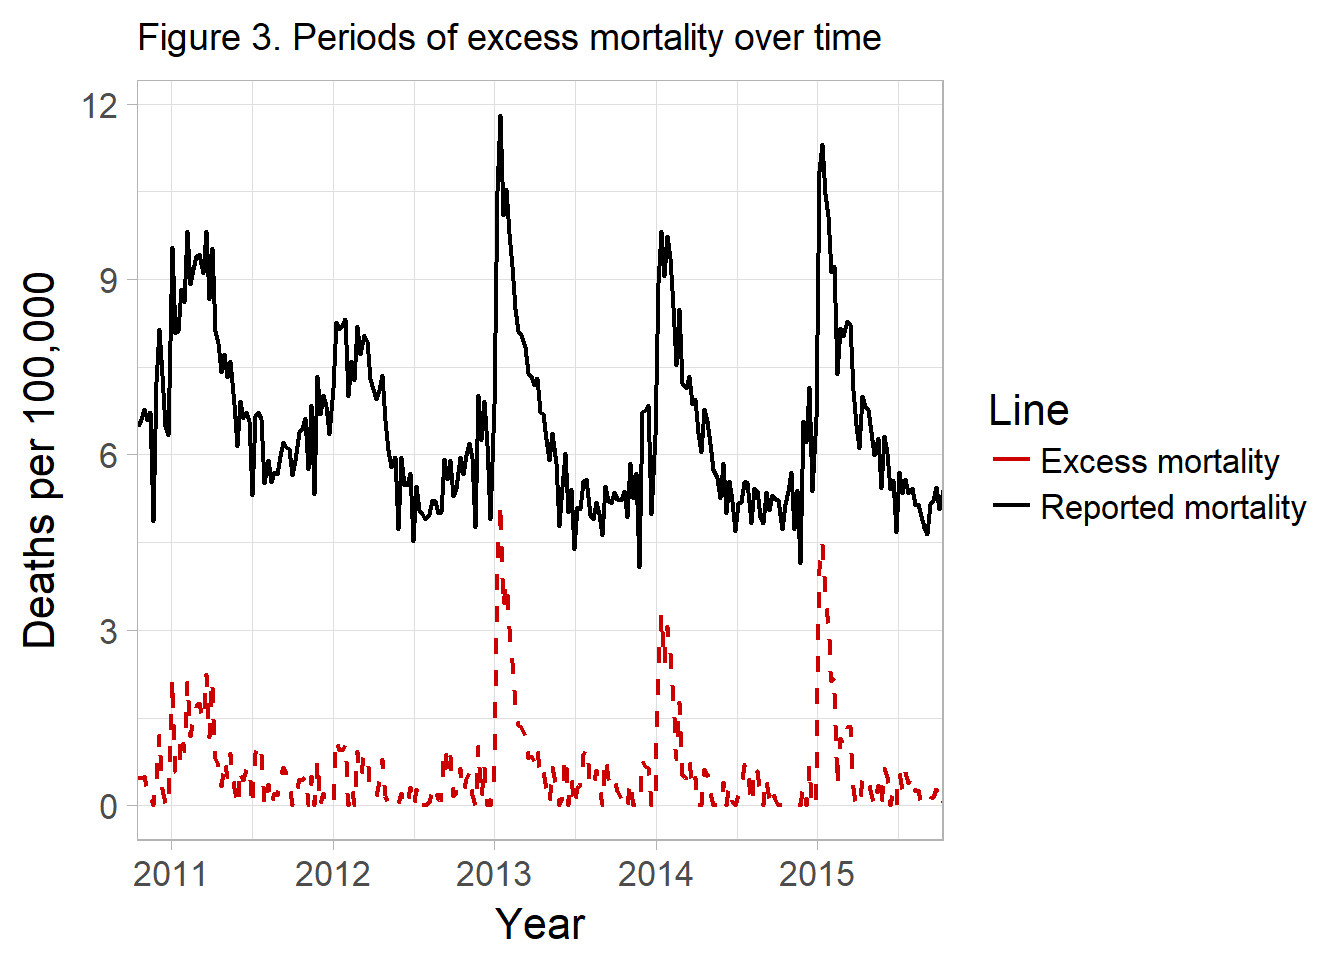 Figure 3. Periods of excess mortality over time
12
9
6
3
0
Deaths per 100,000
2011
2012
2013
2014
2015
Year
Line
Excess mortality
Reported mortality